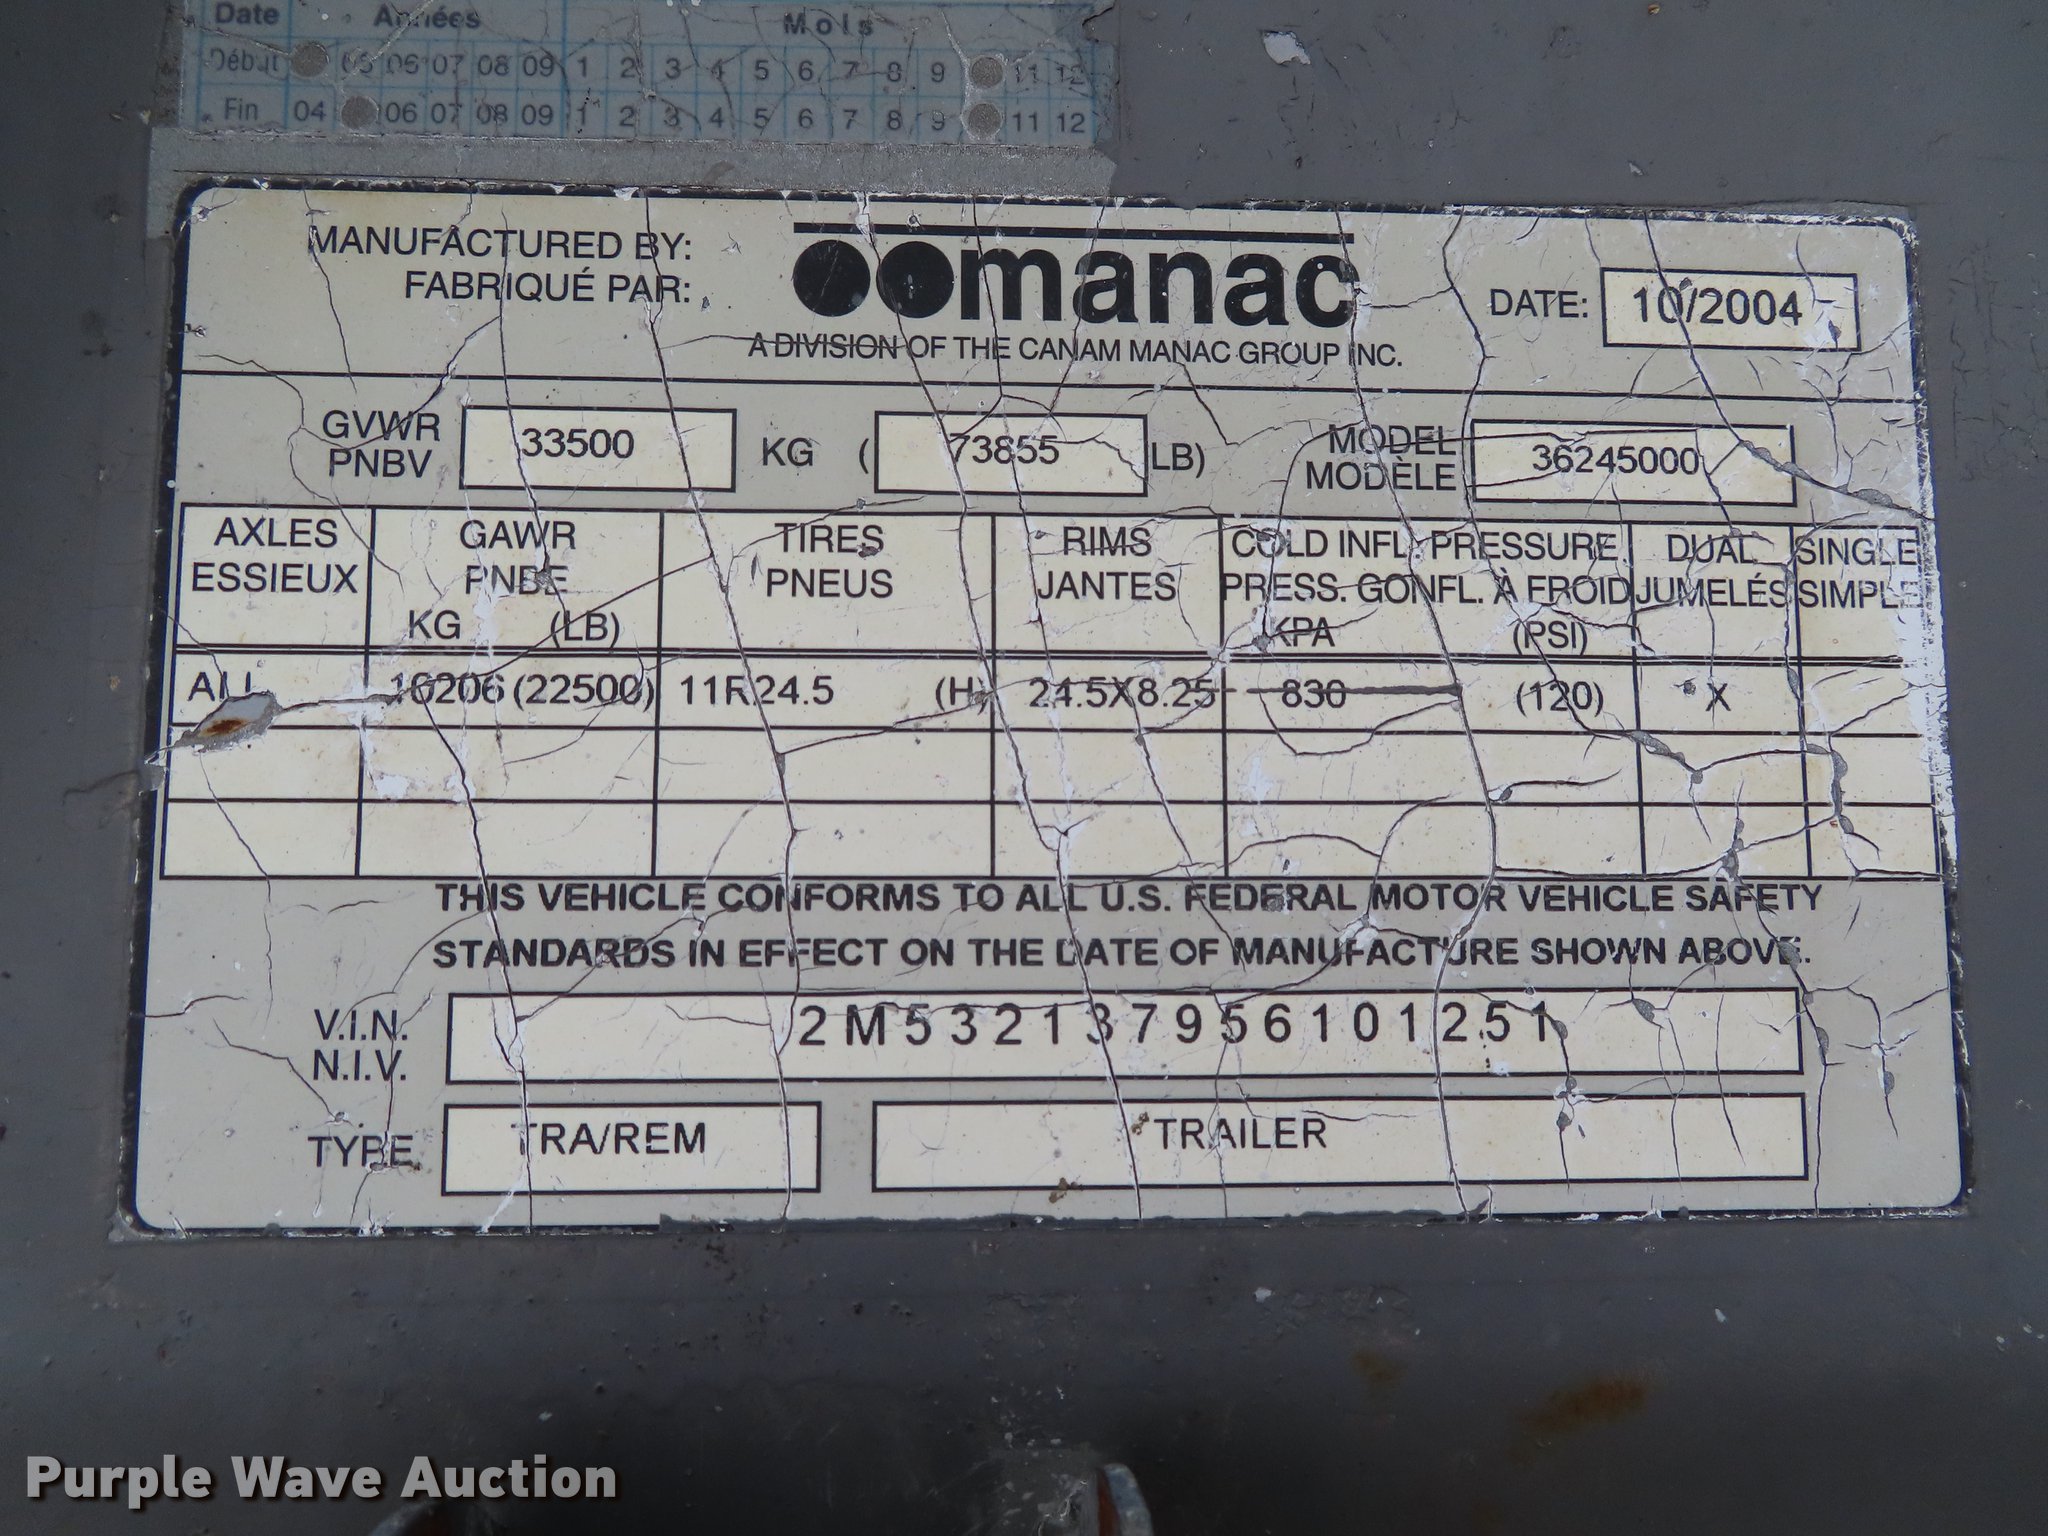 Date Années Mois
Début 05 06 07 08 09 1 2 3 4 5 6 7 8 9 11 12
Fin 04 06 07 08 09 1 2 3 4 5 6 7 8 9 11 12
MANUFACTURED BY:
FABRIQUÉ PAR:
manac
A DIVISION OF THE CANAM MANAC GROUP INC.
DATE: 10/2004
GVWR
PNBV
33500 KG ( 73855 LB)
MODEL
MODÈLE
36245000
AXLES
ESSIEUX
GAWR
PNBE
KG (LB)
TIRES
PNEUS
RIMS
JANTES
COLD INFL. PRESSURE
PRESS. GONFL. À FROID
KPA (PSI)
DUAL
JUMELÉS
SINGLE
SIMPLE
ALL 10206 (22500) 11R24.5 (H) 24.5X8.25 830 (120) X
THIS VEHICLE CONFORMS TO ALL U.S. FEDERAL MOTOR VEHICLE SAFETY
STANDARDS IN EFFECT ON THE DATE OF MANUFACTURE SHOWN ABOVE.
V.I.N.
N.I.V.
2M532137956101251
TYPE TRA/REM TRAILER
Purple Wave Auction